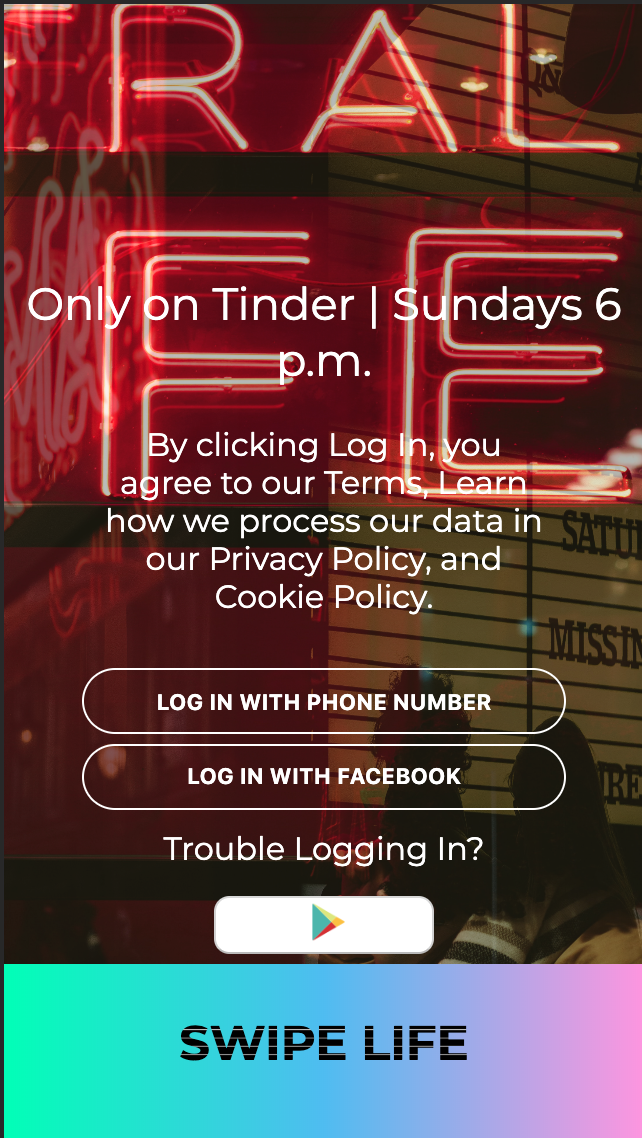 RAL
FE
Only on Tinder | Sundays 6
p.m.
By clicking Log In, you
agree to our Terms, Learn
how we process our data in
our Privacy Policy, and
Cookie Policy.
SATU
MISSIN
LOG IN WITH PHONE NUMBER
LOG IN WITH FACEBOOK
Trouble Logging In?
SWIPE LIFE